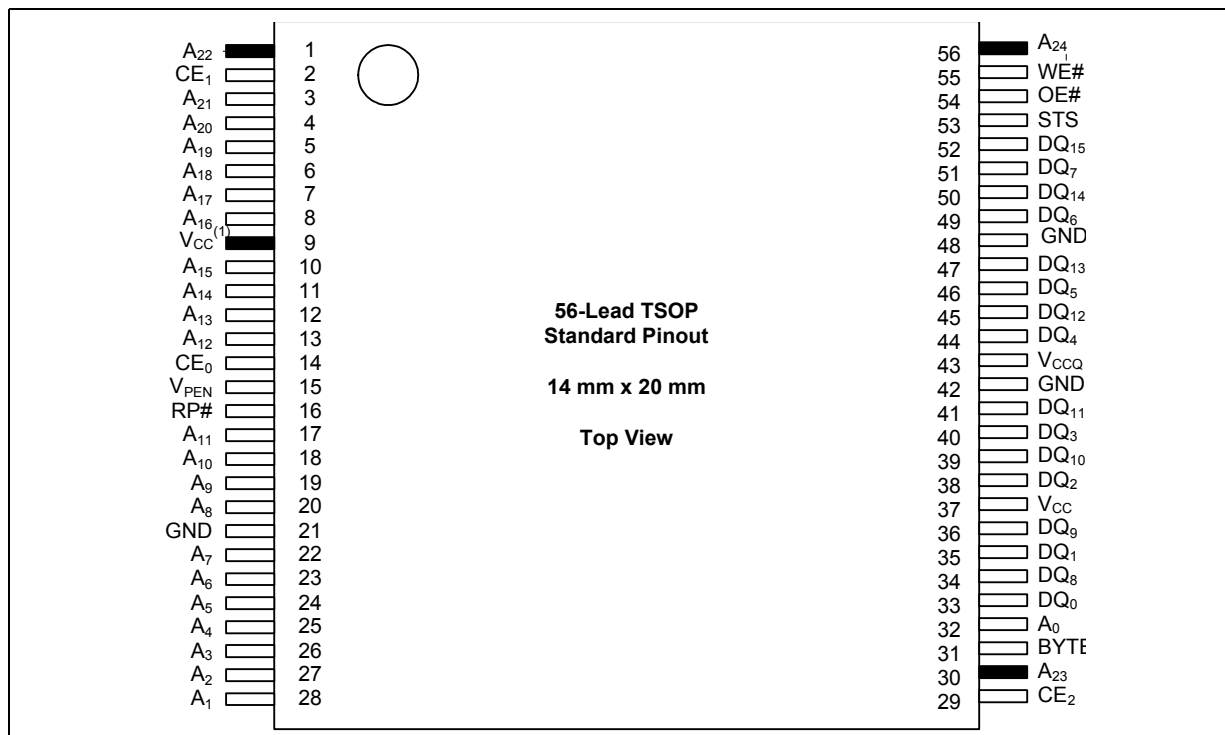 A22 1
CE1 2
A21 3
A20 4
A19 5
A18 6
A17 7
A16 8
VCC(1) 9
A15 10
A14 11
A13 12
A12 13
CE0 14
VPEN 15
RP# 16
A11 17
A10 18
A9 19
A8 20
GND 21
A7 22
A6 23
A5 24
A4 25
A3 26
A2 27
A1 28
56-Lead TSOP
Standard Pinout
14 mm x 20 mm
Top View
56 A24
55 WE#
54 OE#
53 STS
52 DQ15
51 DQ7
50 DQ14
49 DQ6
48 GND
47 DQ13
46 DQ5
45 DQ12
44 DQ4
43 VCCQ
42 GND
41 DQ11
40 DQ3
39 DQ10
38 DQ2
37 VCC
36 DQ9
35 DQ1
34 DQ8
33 DQ0
32 A0
31 BYTE
30 A23
29 CE2